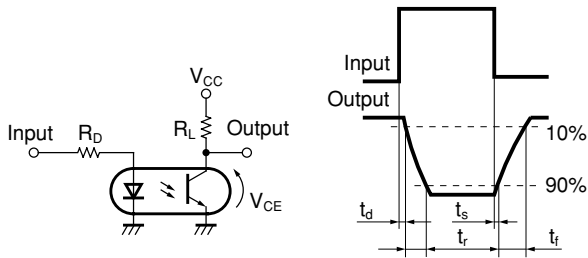 V_CC
Input R_D R_L Output
V_CE
Input
Output
10%
90%
t_d t_s
t_r t_f